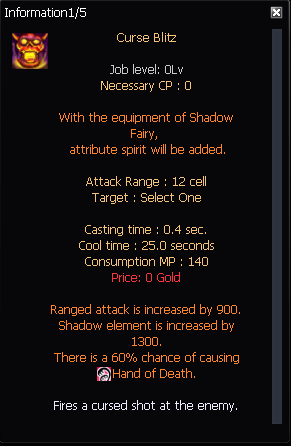 Information1/5
Curse Blitz
Job level: 0Lv
Necessary CP : 0
With the equipment of Shadow
Fairy,
attribute spirit will be added.
Attack Range : 12 cell
Target : Select One
Casting time : 0.4 sec.
Cool time : 25.0 seconds
Consumption MP : 140
Price: 0 Gold
Ranged attack is increased by 900.
Shadow element is increased by
1300.
There is a 60% chance of causing
Hand of Death.
Fires a cursed shot at the enemy.